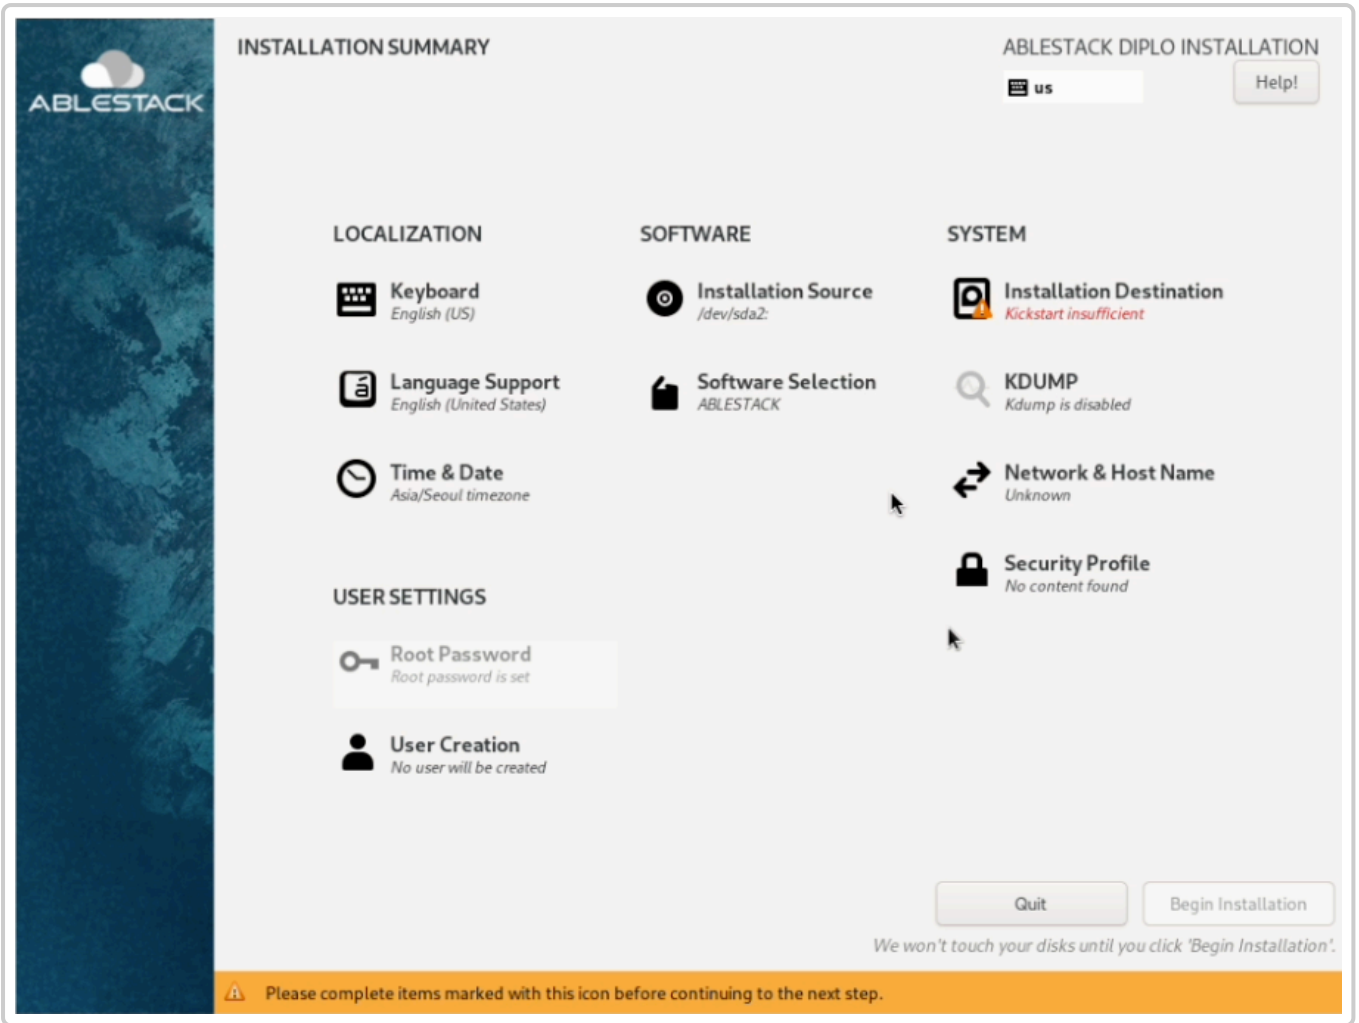 ABLESTACK
INSTALLATION SUMMARY
ABLESTACK DIPLO INSTALLATION
us
Help!
LOCALIZATION
Keyboard
English (US)
Language Support
English (United States)
Time & Date
Asia/Seoul timezone
SOFTWARE
Installation Source
/dev/sda2:
Software Selection
ABLESTACK
SYSTEM
Installation Destination
Kickstart insufficient
KDUMP
Kdump is disabled
Network & Host Name
Unknown
Security Profile
No content found
USER SETTINGS
Root Password
Root password is set
User Creation
No user will be created
Quit
Begin Installation
We won't touch your disks until you click 'Begin Installation'.
Please complete items marked with this icon before continuing to the next step.